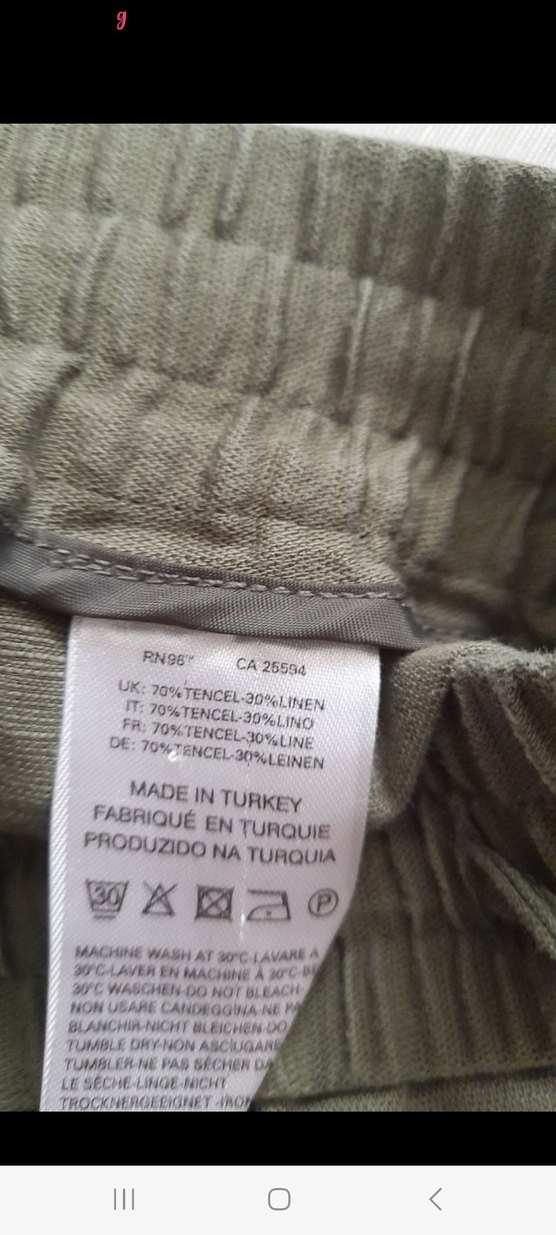 g
CA 25594
UK: 70%TENCEL-30%LINEN
IT: 70%TENCEL-30%LINO
FR: 70%TENCEL-30%LINE
DE: 70%TENCEL-30%LEINEN
MADE IN TURKEY
FABRIQUÉ EN TURQUIE
PRODUZIDO NA TURQUIA
30 P
MACHINE WASH AT 30°C-LAVARE A
30°C-LAVER EN MACHINE À 30°C-
30°C WASCHEN-DO NOT BLEACH-
NON USARE CANDEGGINA-NE PA
BLANCHIR-NICHT BLEICHEN-DO
TUMBLE DRY-NON ASCIUGARE
TUMBLER-NE PAS SÉCHER DA
LE SÈCHE-LINGE-NICHT
TROCKNERGEEIGNET -IRON